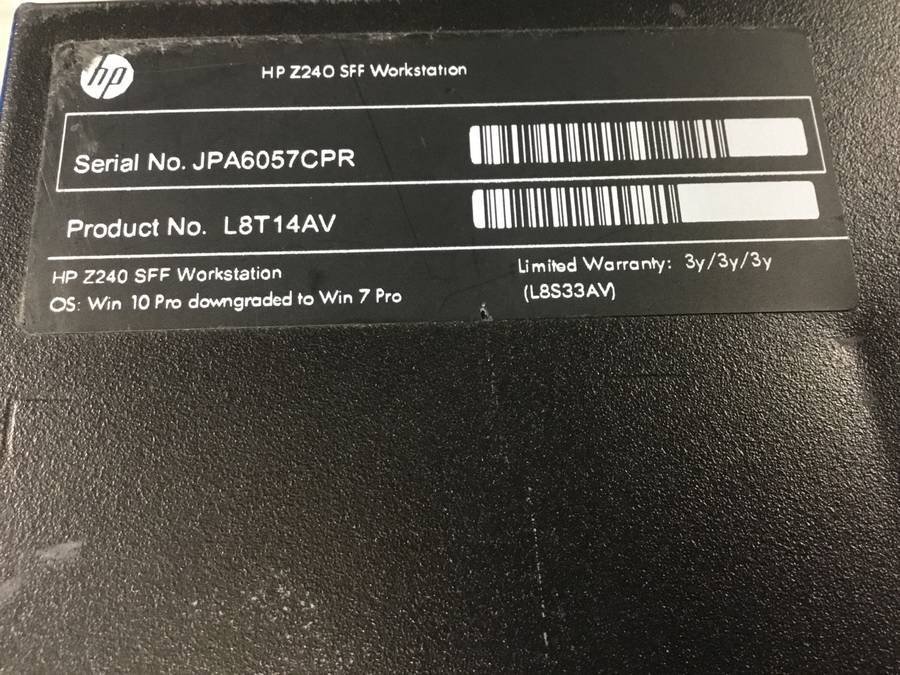 hp
HP Z240 SFF Workstation
Serial No. JPA6057CPR
Product No. L8T14AV
HP Z240 SFF Workstation
OS: Win 10 Pro downgraded to Win 7 Pro
Limited Warranty: 3y/3y/3y
(L8S33AV)